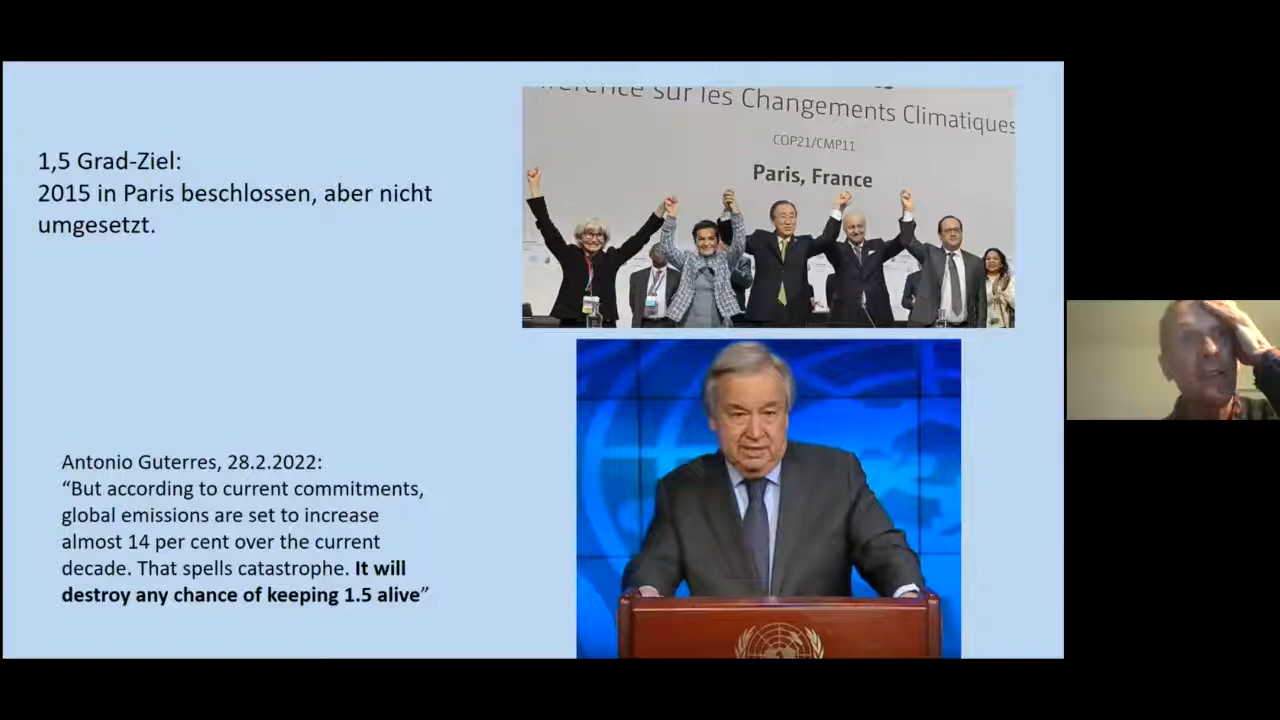 1,5 Grad-Ziel:
2015 in Paris beschlossen, aber nicht
umgesetzt.
sur les Changements Climatiques
COP21/CMP11
Paris, France
Antonio Guterres, 28.2.2022:
“But according to current commitments,
global emissions are set to increase
almost 14 per cent over the current
decade. That spells catastrophe. It will
destroy any chance of keeping 1.5 alive”